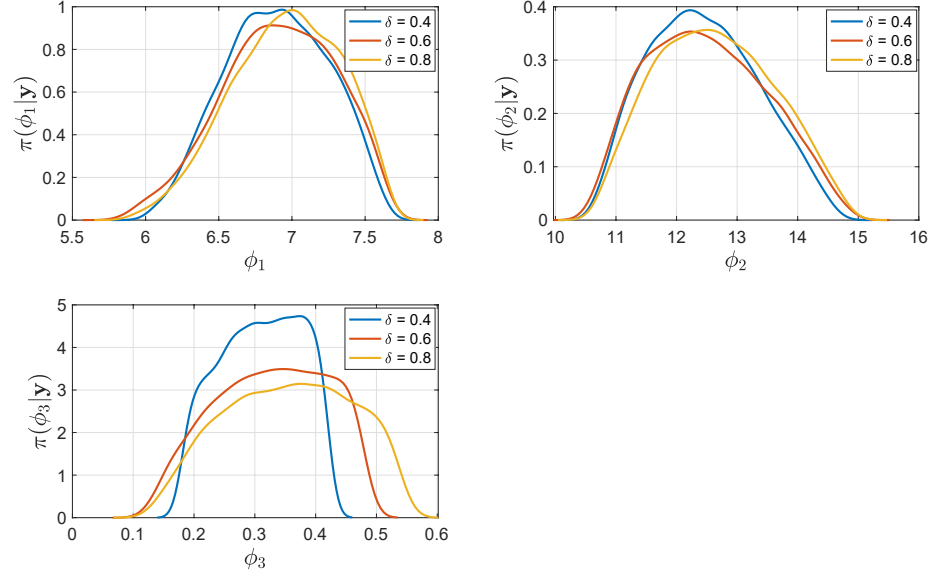 δ = 0.4
δ = 0.6
δ = 0.8
π(ϕ₁|y)
1
0.8
0.6
0.4
0.2
0
5.5 6 6.5 7 7.5 8
ϕ₁
δ = 0.4
δ = 0.6
δ = 0.8
π(ϕ₂|y)
0.4
0.3
0.2
0.1
0
10 11 12 13 14 15 16
ϕ₂
δ = 0.4
δ = 0.6
δ = 0.8
π(ϕ₃|y)
5
4
3
2
1
0
0 0.1 0.2 0.3 0.4 0.5 0.6
ϕ₃